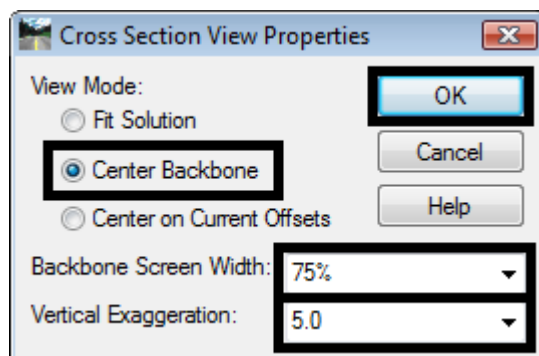 Cross Section View Properties
View Mode:
OK
Fit Solution
Center Backbone
Cancel
Center on Current Offsets
Help
Backbone Screen Width: 75%
Vertical Exaggeration: 5.0